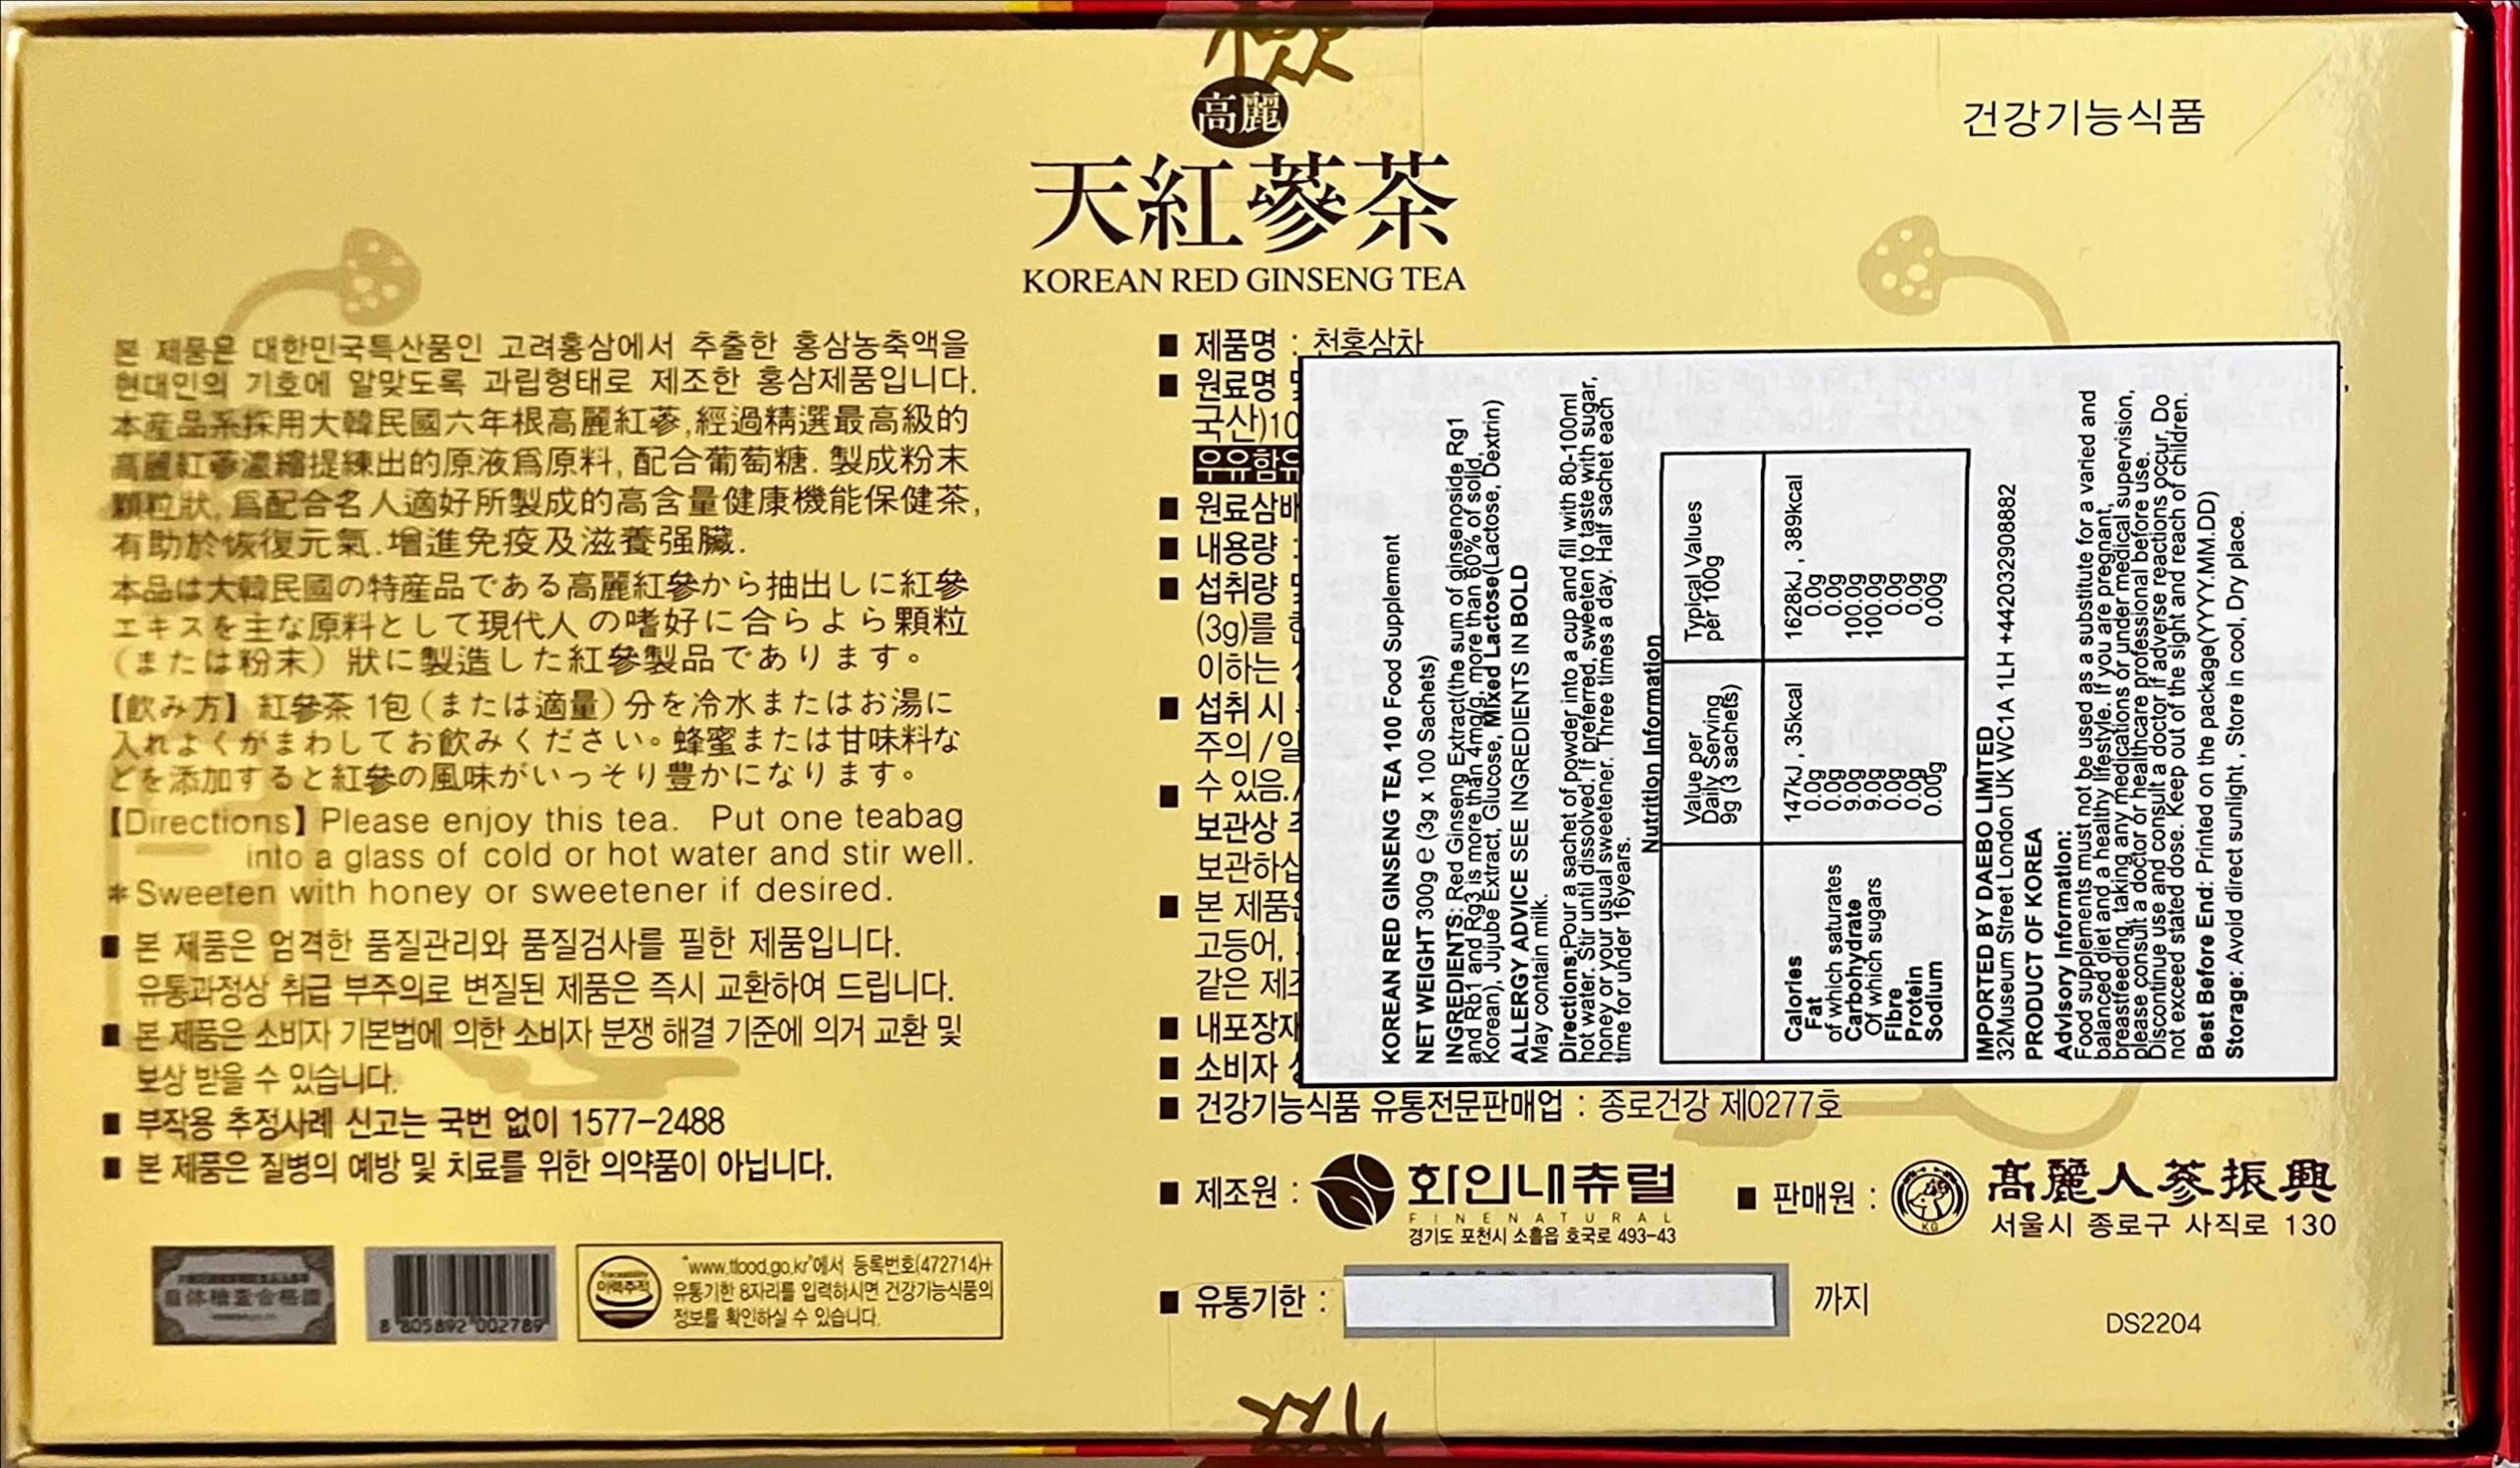 高麗
天紅蔘茶
KOREAN RED GINSENG TEA
건강기능식품
본 제품은 대한민국특산품인 고려홍삼에서 추출한 홍삼농축액을
현대인의 기호에 알맞도록 과립형태로 제조한 홍삼제품입니다.
本産品系採用大韓民國六年根高麗紅蔘,經過精選最高級的
高麗紅蔘濃縮提練出的原液爲原料, 配合葡萄糖. 製成粉末
顆粒狀, 爲配合名人適好所製成的高含量健康機能保健茶,
有助於恢復元氣.增進免疫及滋養强臟.
本品は大韓民國の特産品である高麗紅參から抽出しに紅參
エキスを主な原料として現代人の嗜好に合らよら顆粒
(または粉末) 狀に製造した紅參製品であります。
【飮み方】紅參茶 1包(または適量)分を冷水またはお湯に
入れよくがまわしてお飮みください。蜂蜜または甘味料な
どを添加すると紅參の風味がいっそり豊かになります。
【Directions】Please enjoy this tea. Put one teabag
into a glass of cold or hot water and stir well.
*Sweeten with honey or sweetener if desired.
■ 본 제품은 엄격한 품질관리와 품질검사를 필한 제품입니다.
유통과정상 취급 부주의로 변질된 제품은 즉시 교환하여 드립니다.
■ 본 제품은 소비자 기본법에 의한 소비자 분쟁 해결 기준에 의거 교환 및
보상 받을 수 있습니다.
■ 부작용 추정사례 신고는 국번 없이 1577-2488
■ 본 제품은 질병의 예방 및 치료를 위한 의약품이 아닙니다.
自体檢査合格證
8 805892 002789
이력추적
"www.tfood.go.kr"에서 등록번호(472714)+
유통기한 8자리를 입력하시면 건강기능식품의
정보를 확인하실 수 있습니다.
■ 제품명 : 천홍삼차
■ 원료명 및
국산)10
우유함유
■ 원료삼배
■ 내용량 :
■ 섭취량 및
(3g)를 한
이하는
■ 섭취 시
주의/일
■ 수 있음./
보관상 주
보관하십
■ 본 제품은
고등어,
같은 제조
■ 내포장재
■ 소비자 상
■ 건강기능식품 유통전문판매업 : 종로건강 제0277호
■ 제조원 : 화인내츄럴
FINENATURAL
경기도 포천시 소흘읍 호국로 493-43
■ 판매원 : KG 高麗人蔘振興
서울시 종로구 사직로 130
■ 유통기한 : 까지
DS2204
KOREAN RED GINSENG TEA 100 Food Supplement
NET WEIGHT 300g e (3g x 100 Sachets)
INGREDIENTS: Red Ginseng Extract(the sum of ginsenoside Rg1
and Rb1 and Rg3 is more than 4mg/g, more than 60% of solid,
Korean), Jujube Extract, Glucose, Mixed Lactose(Lactose, Dextrin)
ALLERGY ADVICE SEE INGREDIENTS IN BOLD
May contain milk.
Directions:Pour a sachet of powder into a cup and fill with 80-100ml
hot water. Stir until dissolved. If preferred, sweeten to taste with sugar,
honey or your usual sweetener. Three times a day. Half sachet each
time for under 16years.
Nutrition Information
Value per Daily Serving 9g (3 sachets) Typical Values per 100g
Calories 147kJ , 35kcal 1628kJ , 389kcal
Fat 0.0g 0.0g
of which saturates 0.0g 0.0g
Carbohydrate 9.0g 100.0g
Of which sugars 9.0g 100.0g
Fibre 0.0g 0.0g
Protein 0.0g 0.0g
Sodium 0.00g 0.00g
IMPORTED BY DAEBO LIMITED
32Museum Street London UK WC1A 1LH +442032908882
PRODUCT OF KOREA
Advisory Information:
Food supplements must not be used as a substitute for a varied and
balanced diet and a healthy lifestyle. If you are pregnant,
breastfeeding, taking any medications or under medical supervision,
please consult a doctor or healthcare professional before use.
Discontinue use and consult a doctor if adverse reactions occur, Do
not exceed stated dose. Keep out of the sight and reach of children.
Best Before End: Printed on the package(YYYY.MM.DD)
Storage: Avoid direct sunlight , Store in cool, Dry place.